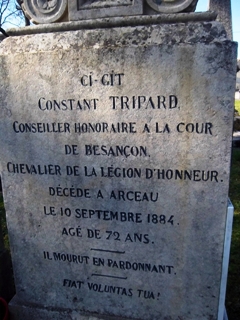 CI-GÎT
CONSTANT TRIPARD,
CONSEILLER HONORAIRE A LA COUR
DE BESANÇON,
CHEVALIER DE LA LÉGION D'HONNEUR.
DÉCÉDÉ A ARCEAU
LE 10 SEPTEMBRE 1884.
AGÉ DE 72 ANS.
IL MOURUT EN PARDONNANT.
FIAT VOLUNTAS TUA!